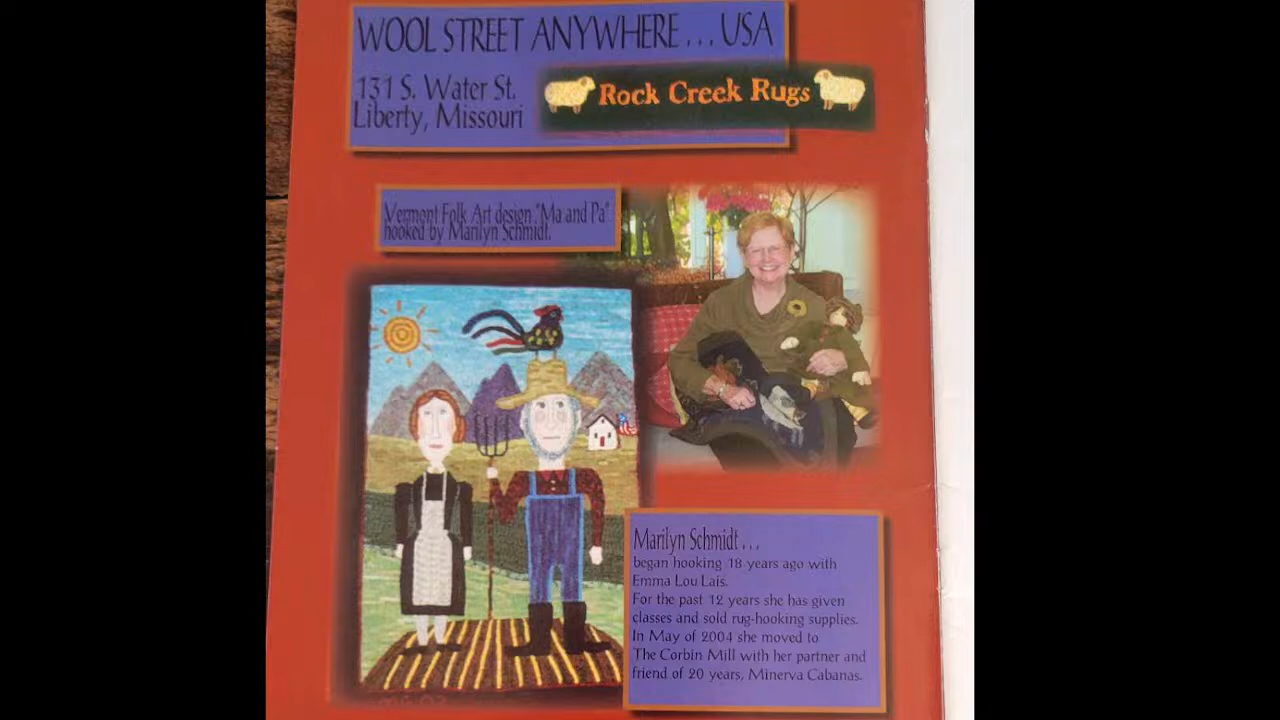 WOOL STREET ANYWHERE . . . USA
131 S. Water St.
Liberty, Missouri
Rock Creek Rugs
Vermont Folk Art design "Ma and Pa"
hooked by Marilyn Schmidt.
Marilyn Schmidt . . .
began hooking 18 years ago with
Emma Lou Lais.
For the past 12 years she has given
classes and sold rug-hooking supplies.
In May of 2004 she moved to
The Corbin Mill with her partner and
friend of 20 years, Minerva Cabanas.